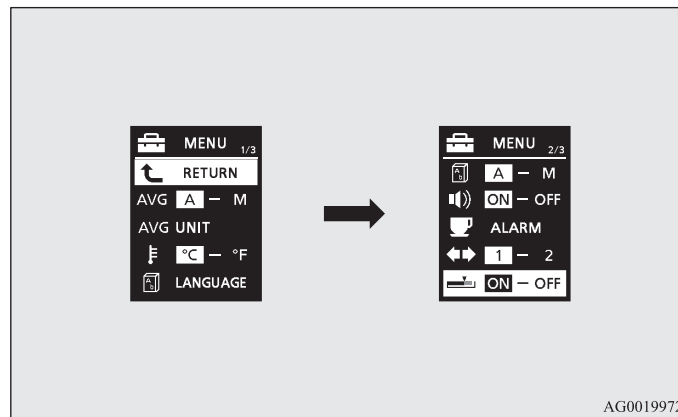 MENU 1/3
RETURN
AVG A – M
AVG UNIT
°C – °F
A b LANGUAGE
MENU 2/3
A b A – M
ON – OFF
ALARM
1 – 2
ON – OFF
AG0019972